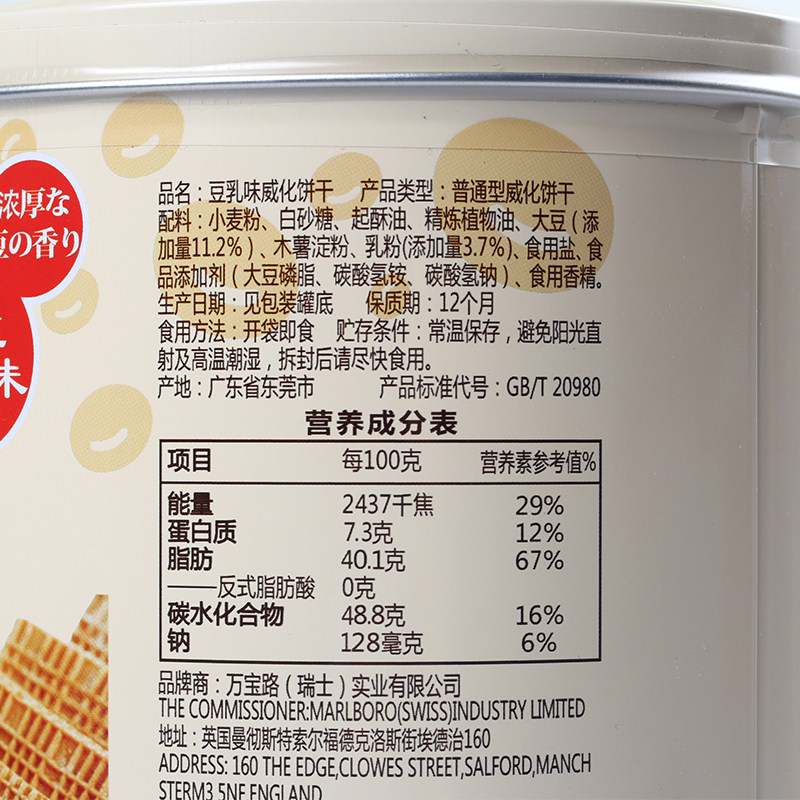 浓厚な
豆の香り
味
品名：豆乳味威化饼干 产品类型：普通型威化饼干
配料：小麦粉、白砂糖、起酥油、精炼植物油、大豆（添
加量11.2%）、木薯淀粉、乳粉(添加量3.7%)、食用盐、食
品添加剂（大豆磷脂、碳酸氢铵、碳酸氢钠）、食用香精。
生产日期：见包装罐底 保质期：12个月
食用方法：开袋即食 贮存条件：常温保存，避免阳光直
射及高温潮湿，拆封后请尽快食用。
产地：广东省东莞市 产品标准代号：GB/T 20980
营养成分表
项目 每100克 营养素参考值%
能量 2437千焦 29%
蛋白质 7.3克 12%
脂肪 40.1克 67%
——反式脂肪酸 0克
碳水化合物 48.8克 16%
钠 128毫克 6%
品牌商：万宝路（瑞士）实业有限公司
THE COMMISSIONER:MARLBORO(SWISS)INDUSTRY LIMITED
地址：英国曼彻斯特索尔福德克洛斯街埃德治160
ADDRESS: 160 THE EDGE,CLOWES STREET,SALFORD,MANCH
STERM3 5NE ENGLAND